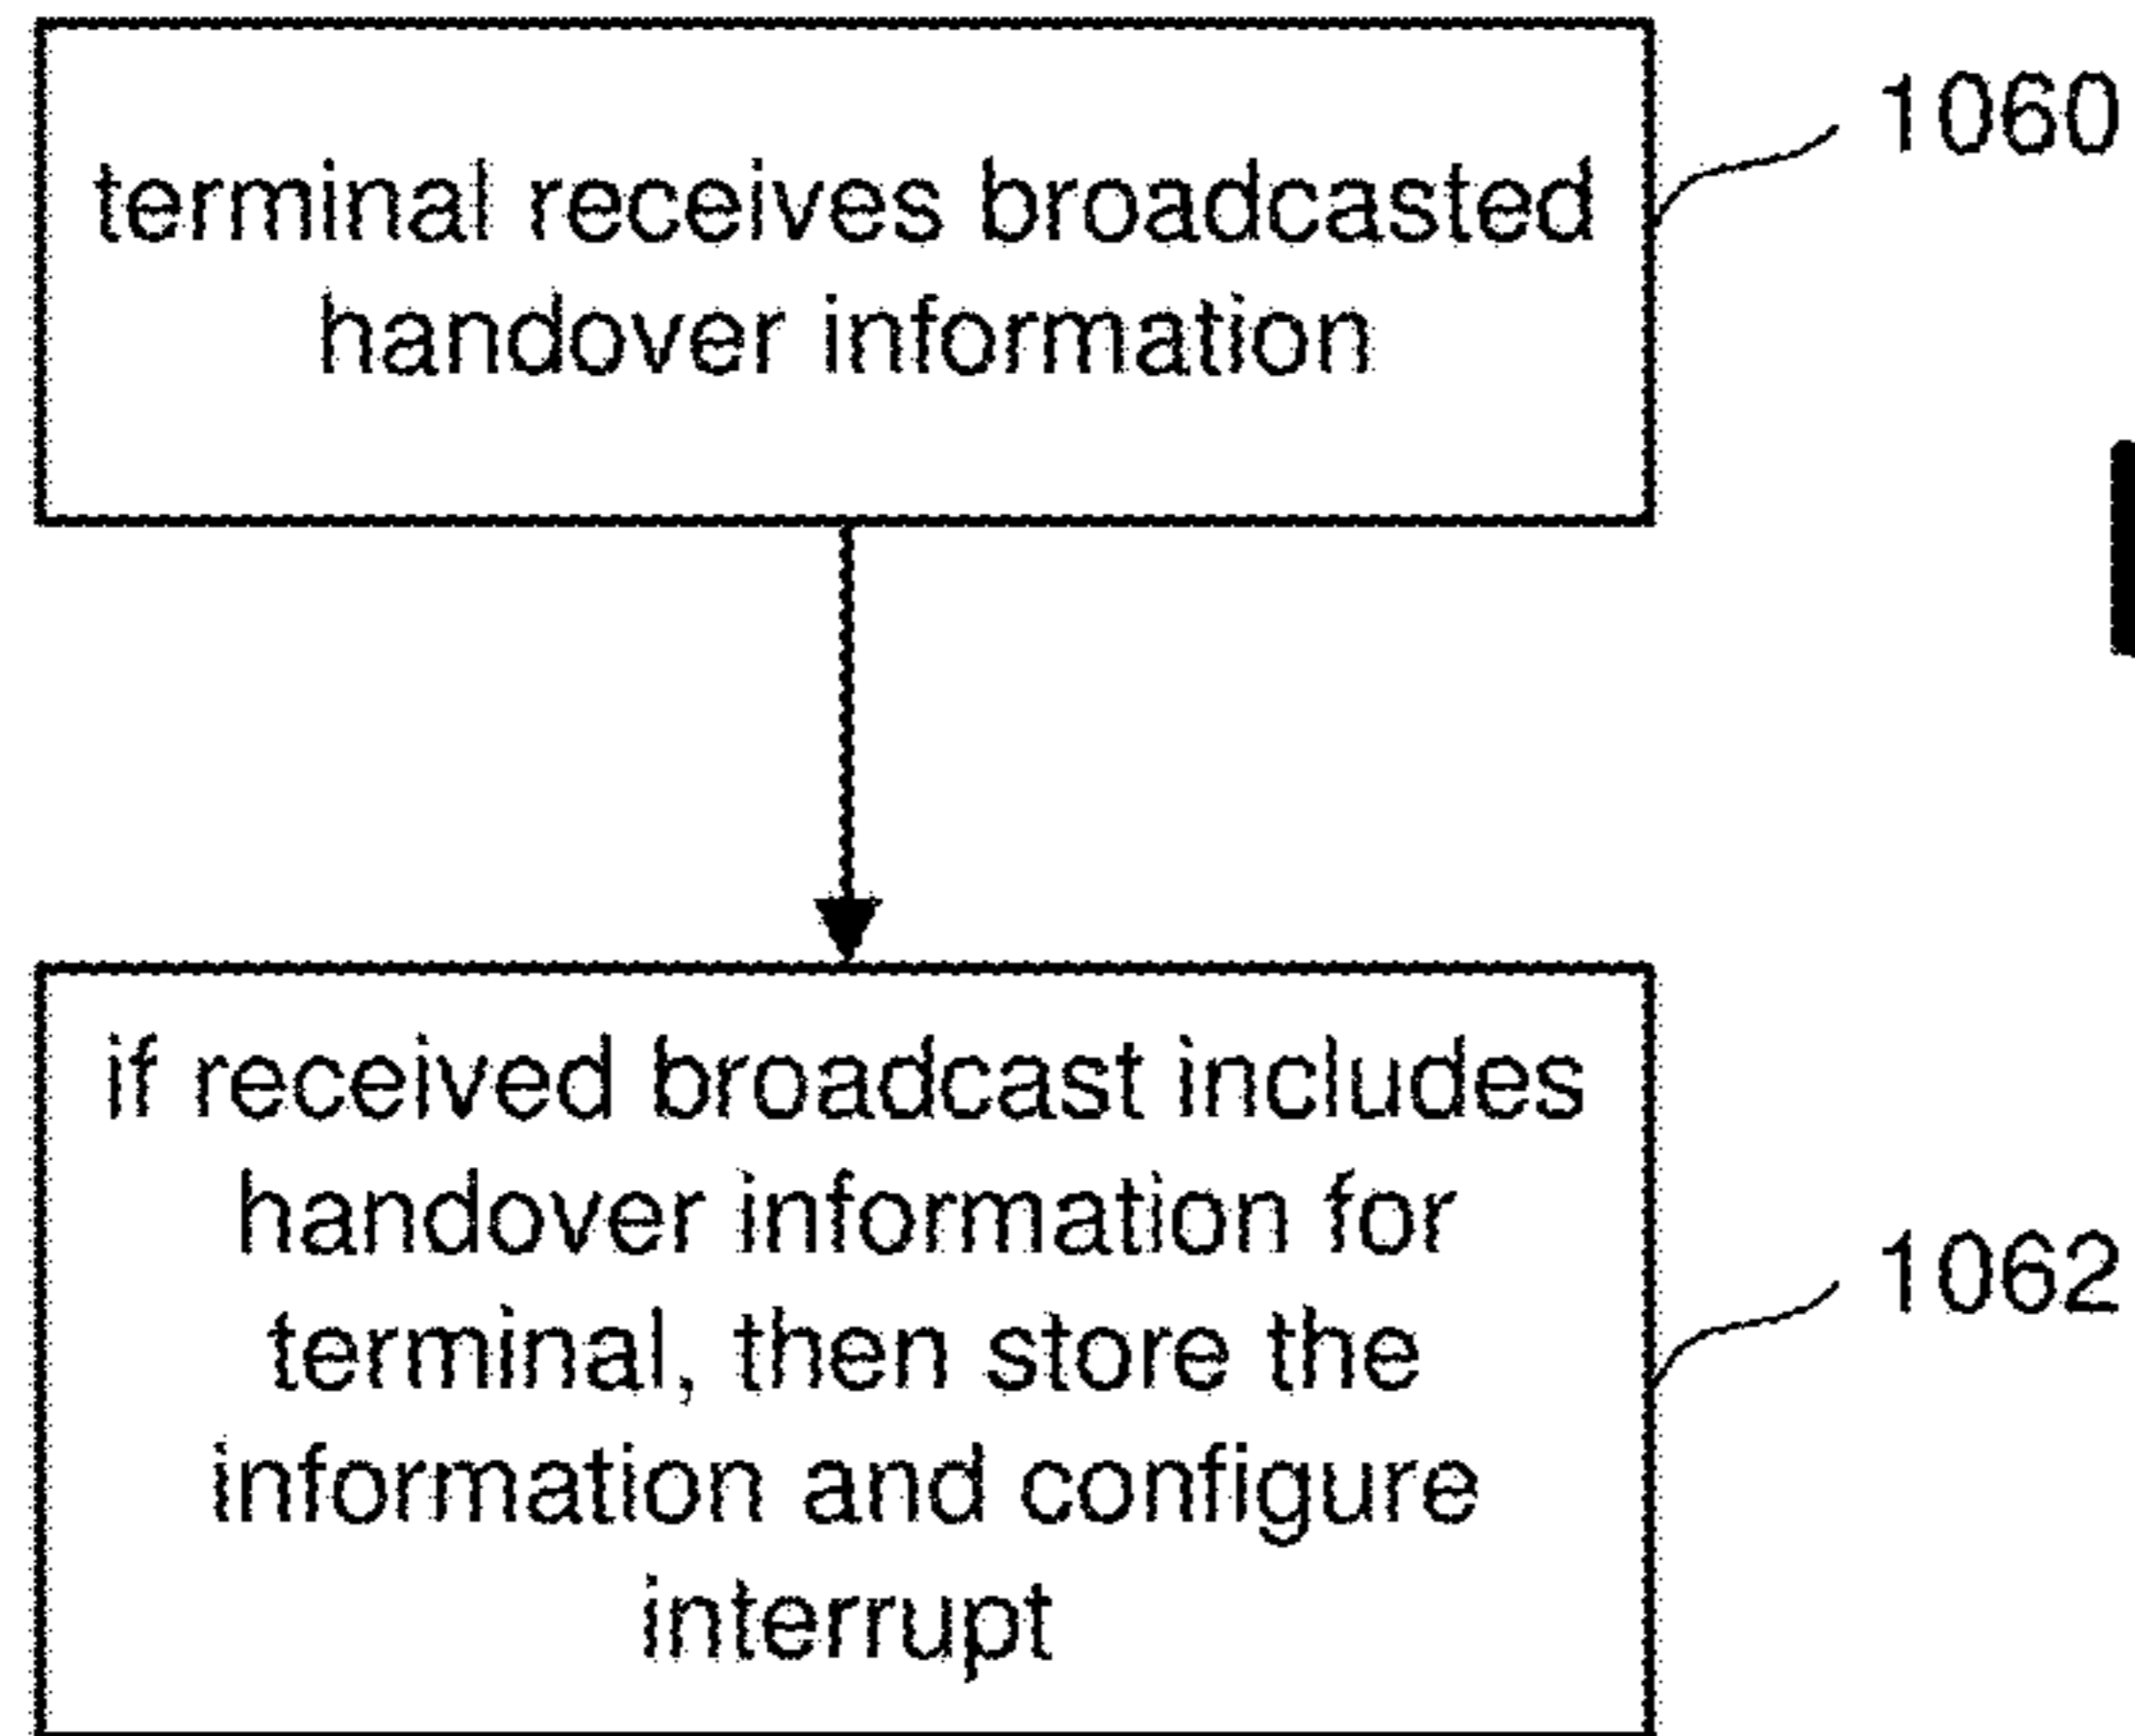 terminal receives broadcasted
handover information
1060
if received broadcast includes
handover information for
terminal, then store the
information and configure
interrupt
1062